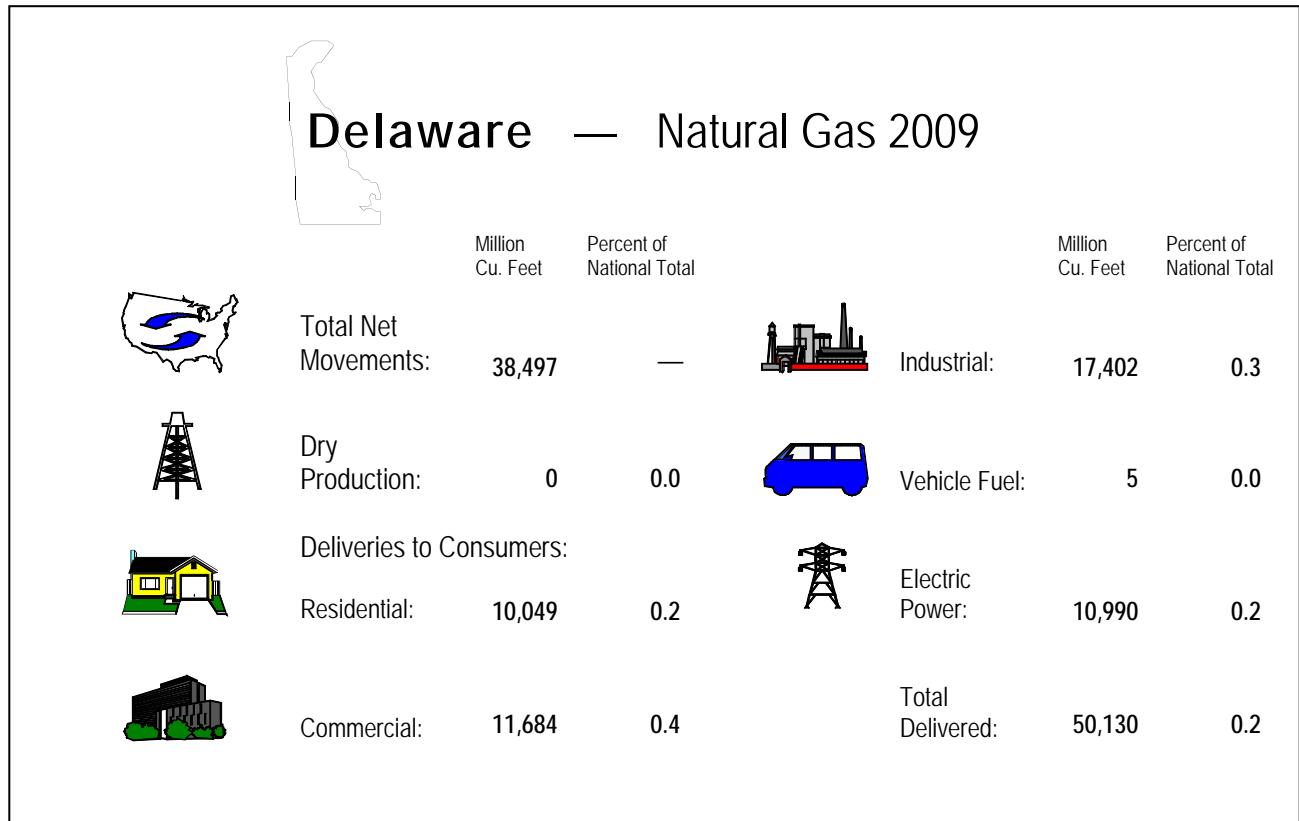 Delaware — Natural Gas 2009
Million Percent of
Cu. Feet National Total
Total Net
Movements: 38,497 —
Dry
Production: 0 0.0
Deliveries to Consumers:
Residential: 10,049 0.2
Commercial: 11,684 0.4
Million Percent of
Cu. Feet National Total
Industrial: 17,402 0.3
Vehicle Fuel: 5 0.0
Electric
Power: 10,990 0.2
Total
Delivered: 50,130 0.2